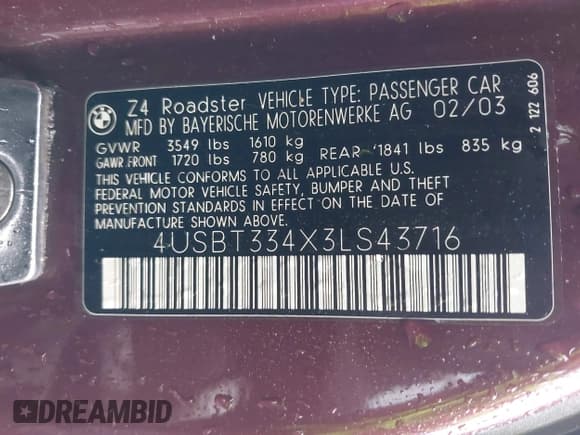 Z4 Roadster VEHICLE TYPE: PASSENGER CAR
MFD BY BAYERISCHE MOTORENWERKE AG 02/03
GVWR 3549 lbs 1610 kg
GAWR FRONT 1720 lbs 780 kg REAR 1841 lbs 835 kg
THIS VEHICLE CONFORMS TO ALL APPLICABLE U.S.
FEDERAL MOTOR VEHICLE SAFETY, BUMPER AND THEFT
PREVENTION STANDARDS IN EFFECT ON THE DATE OF
MANUFACTURE SHOWN ABOVE.
4USBT334X3LS43716
2 122 606
DREAMBID